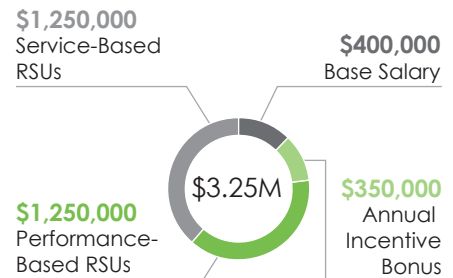 $1,250,000
Service-Based
RSUs
$400,000
Base Salary
$3.25M
$1,250,000
Performance-
Based RSUs
$350,000
Annual
Incentive
Bonus